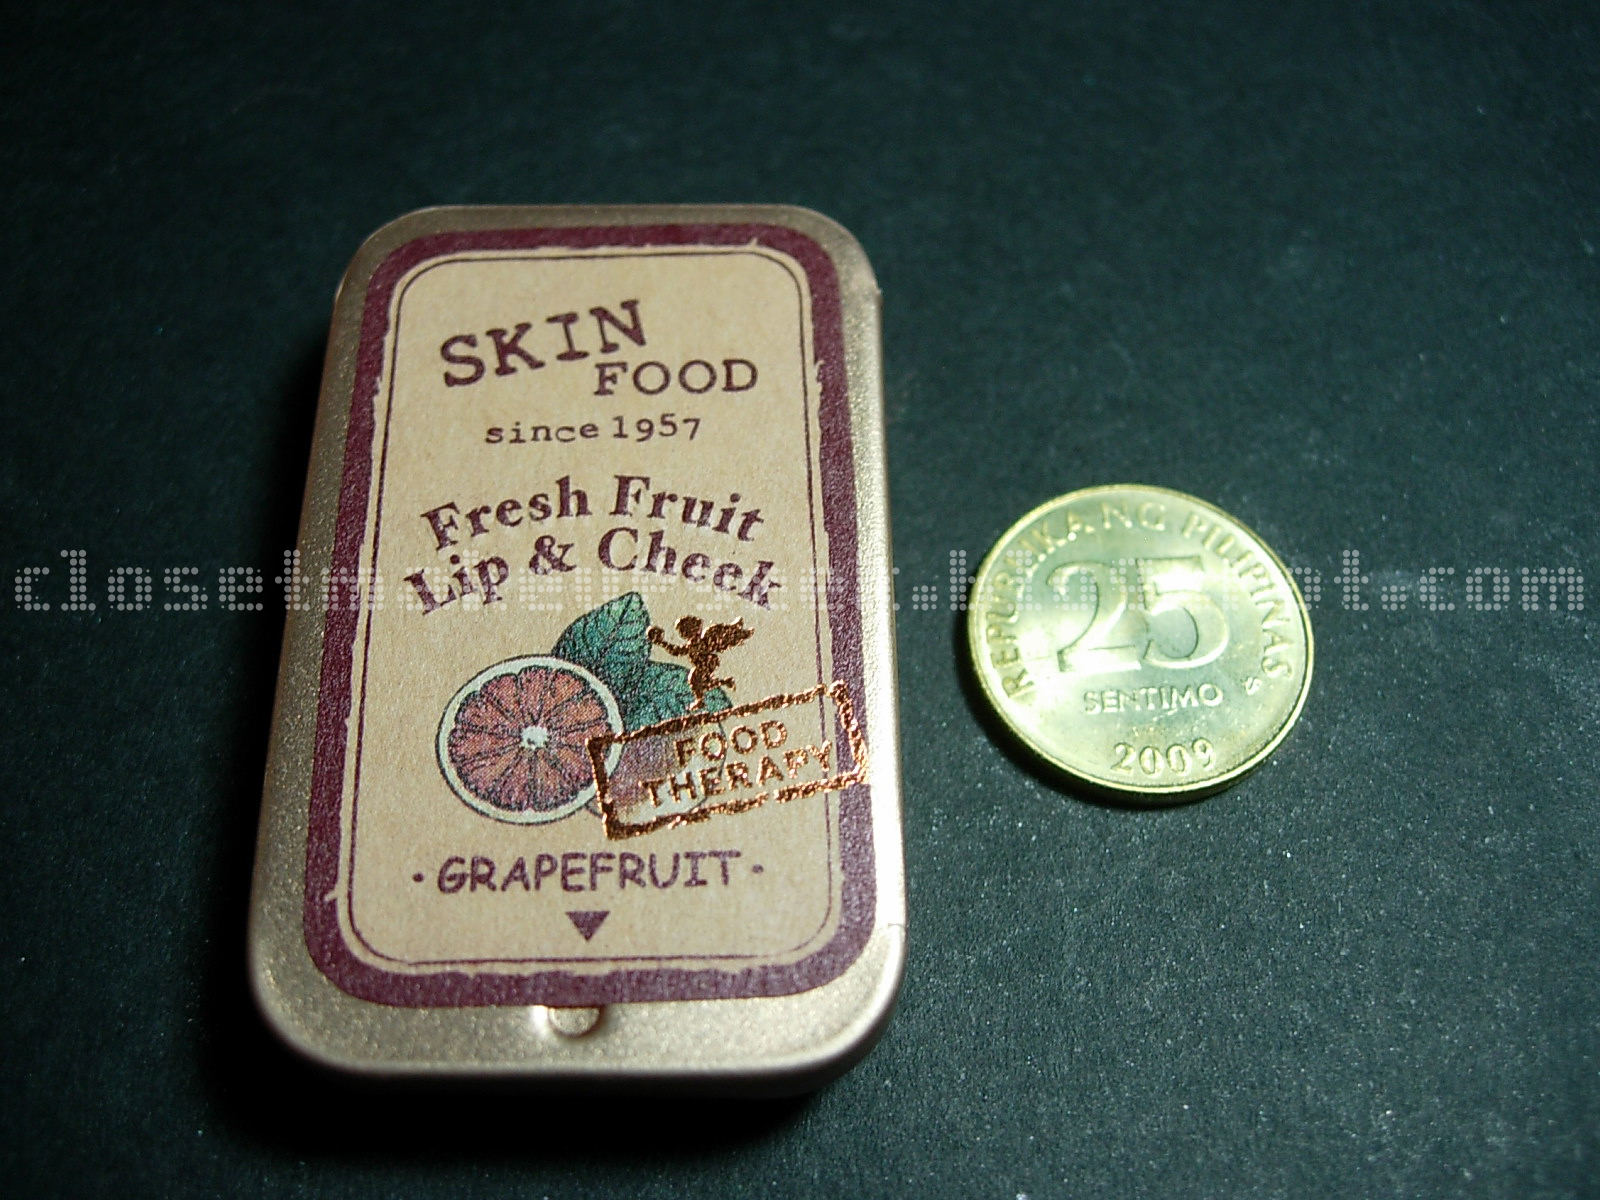 SKIN
FOOD
since 1957
Fresh Fruit
Lip & Cheek
FOOD
THERAPY
·GRAPEFRUIT·
REPUBLIKA NG PILIPINAS
25
SENTIMO
2009